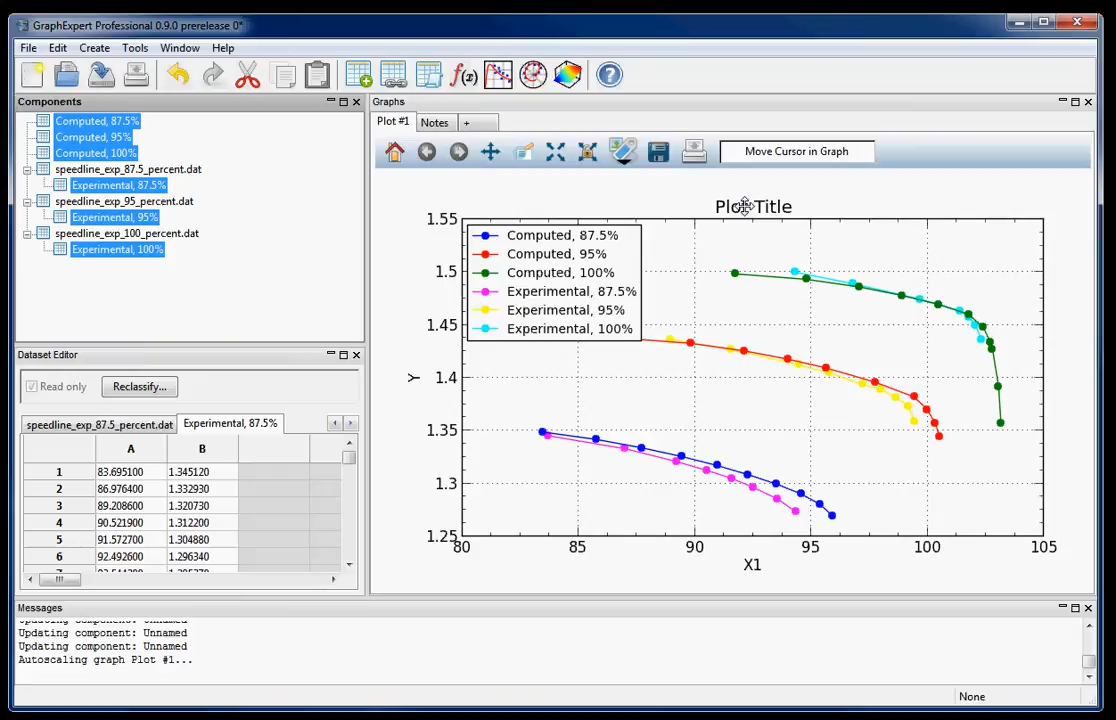 GraphExpert Professional 0.9.0 prerelease 0*
File Edit Create Tools Window Help
Components
Computed, 87.5%
Computed, 95%
Computed, 100%
speedline_exp_87.5_percent.dat
Experimental, 87.5%
speedline_exp_95_percent.dat
Experimental, 95%
speedline_exp_100_percent.dat
Experimental, 100%
Dataset Editor
Read only Reclassify...
speedline_exp_87.5_percent.dat Experimental, 87.5%
A B
1 83.695100 1.345120
2 86.976400 1.332930
3 89.208600 1.320730
4 90.521900 1.312200
5 91.572700 1.304880
6 92.492600 1.296340
Graphs
Plot #1 Notes +
Move Cursor in Graph
Plot Title
1.55
1.5
1.45
1.4
1.35
1.3
1.25
Y
Computed, 87.5%
Computed, 95%
Computed, 100%
Experimental, 87.5%
Experimental, 95%
Experimental, 100%
80 85 90 95 100 105
X1
Messages
Updating component: Unnamed
Updating component: Unnamed
Autoscaling graph Plot #1...
None